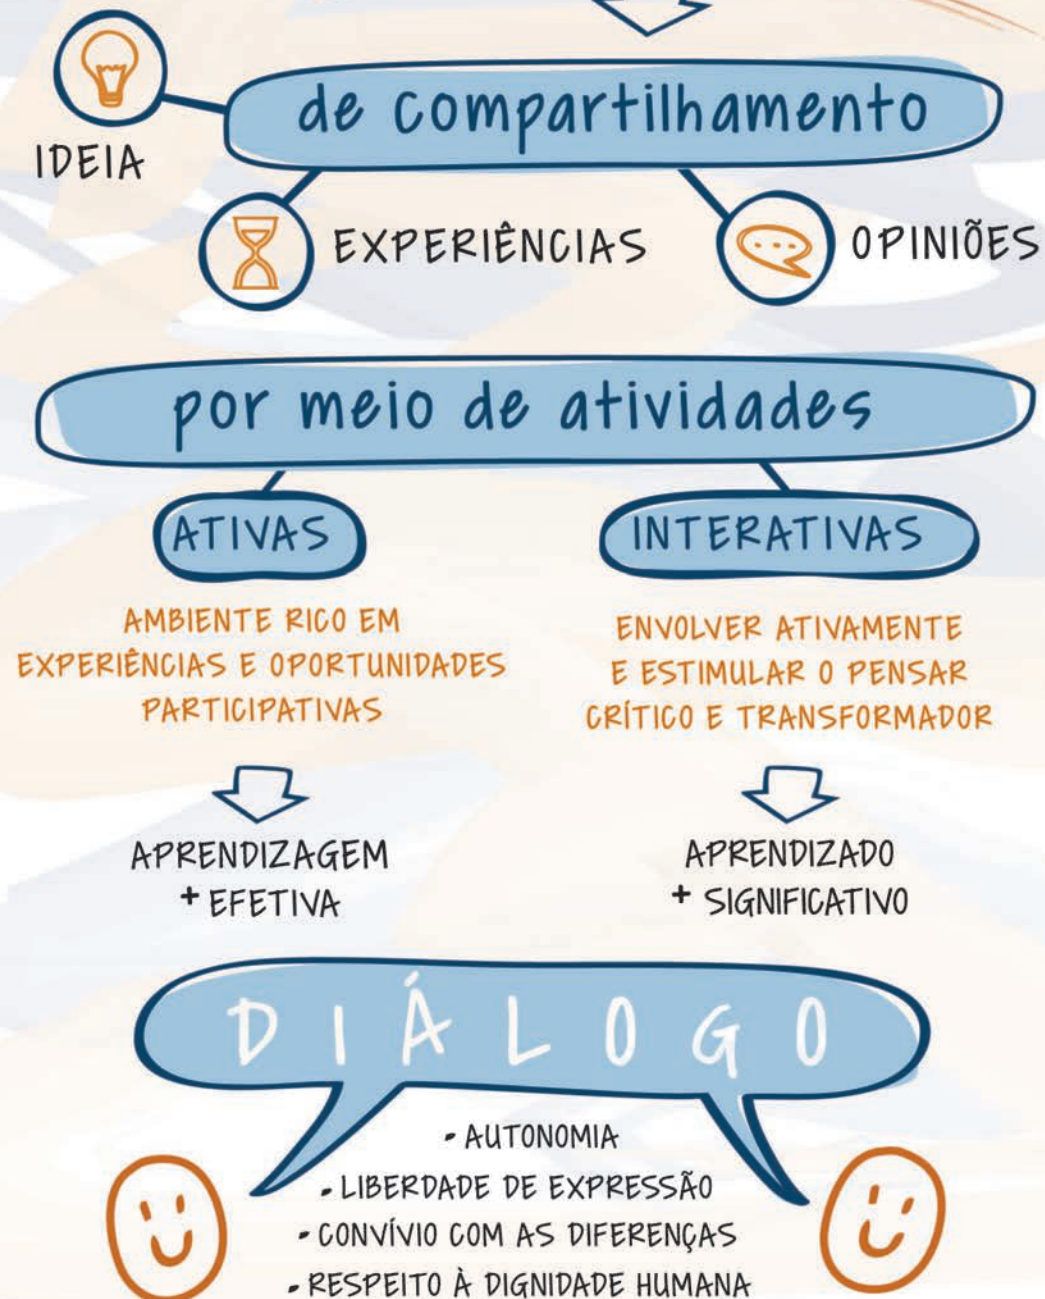 de compartilhamento
IDEIA
EXPERIÊNCIAS
OPINIÕES
por meio de atividades
ATIVAS
INTERATIVAS
AMBIENTE RICO EM
EXPERIÊNCIAS E OPORTUNIDADES
PARTICIPATIVAS
ENVOLVER ATIVAMENTE
E ESTIMULAR O PENSAR
CRÍTICO E TRANSFORMADOR
APRENDIZAGEM
+ EFETIVA
APRENDIZADO
+ SIGNIFICATIVO
DIÁLOGO
• AUTONOMIA
• LIBERDADE DE EXPRESSÃO
• CONVÍVIO COM AS DIFERENÇAS
• RESPEITO À DIGNIDADE HUMANA